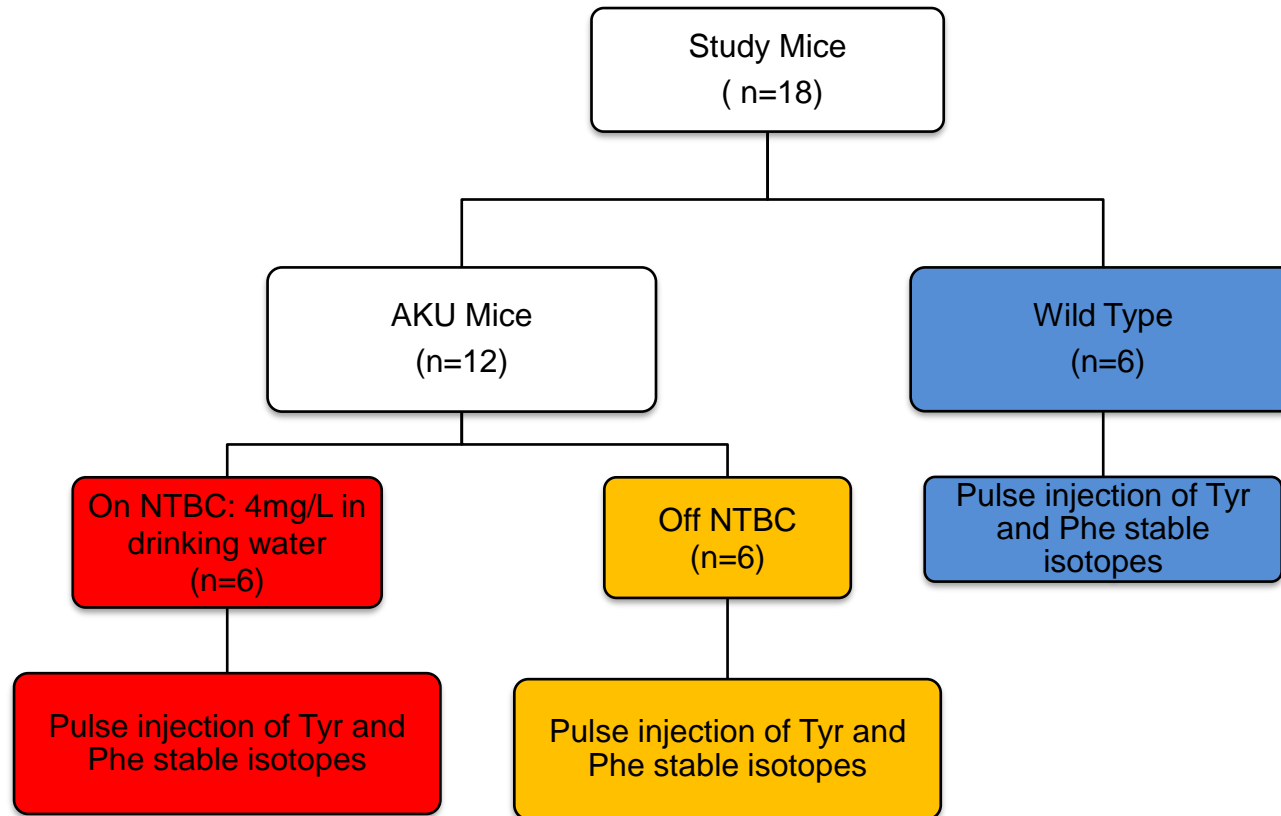 Study Mice
( n=18)
AKU Mice
(n=12)
Wild Type
(n=6)
On NTBC: 4mg/L in
drinking water
(n=6)
Off NTBC
(n=6)
Pulse injection of Tyr
and Phe stable
isotopes
Pulse injection of Tyr and
Phe stable isotopes
Pulse injection of Tyr and
Phe stable isotopes